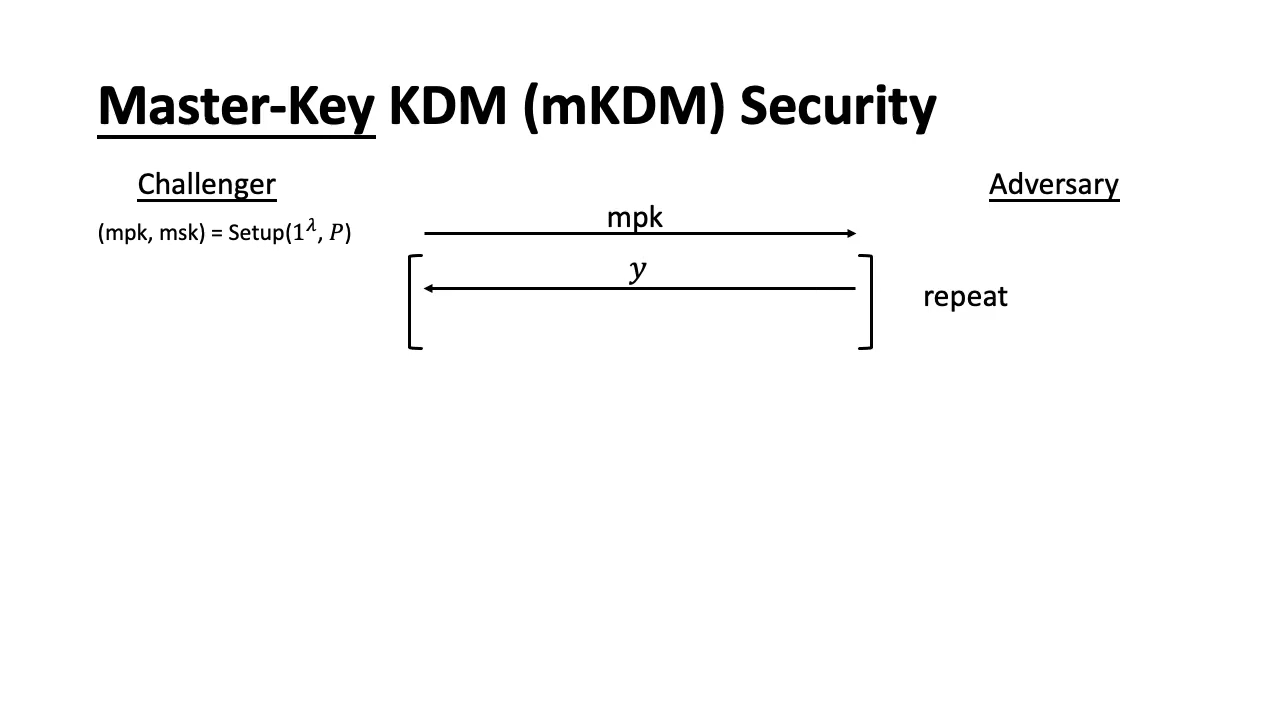 Master-Key KDM (mKDM) Security
Challenger
Adversary
mpk
(mpk, msk) = Setup(1^λ, P)
y
repeat